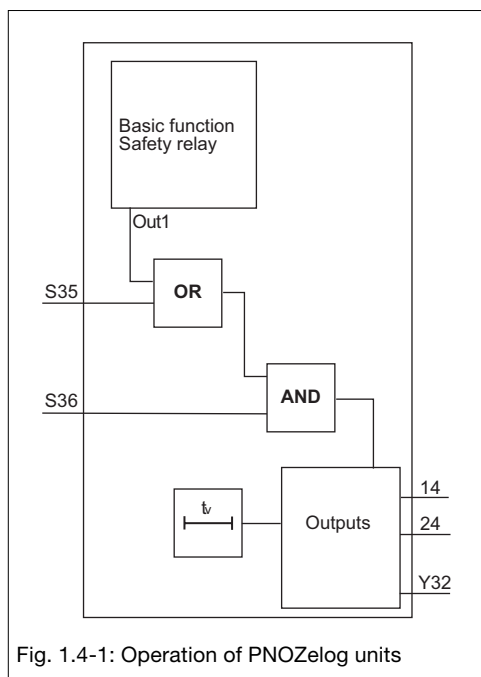 Basic function
Safety relay
Out1
OR
S35
S36
AND
tv
Outputs
14
24
Y32
Fig. 1.4-1: Operation of PNOZelog units